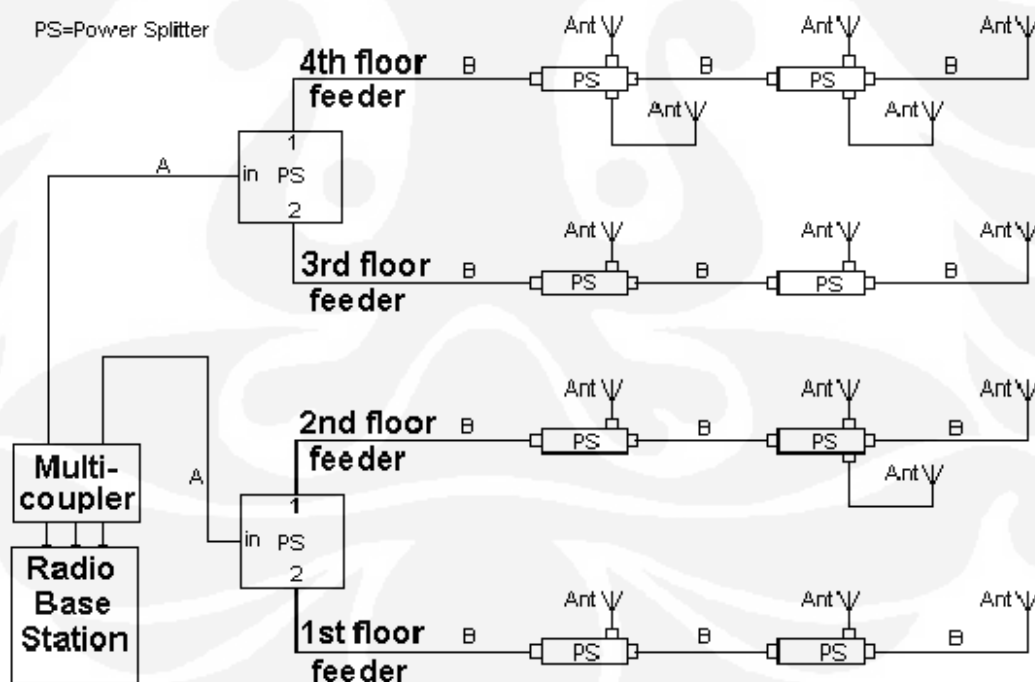 PS=Power Splitter
Ant Ant Ant
4th floor B PS B PS B
feeder
Ant Ant
1
A in PS
2
Ant Ant Ant
3rd floor B PS B PS B
feeder
Ant Ant Ant
2nd floor B PS B PS B
feeder
Multi-
coupler
A
Ant
1
in PS
2
Radio
Base
Station
Ant Ant Ant
1st floor B PS B PS B
feeder